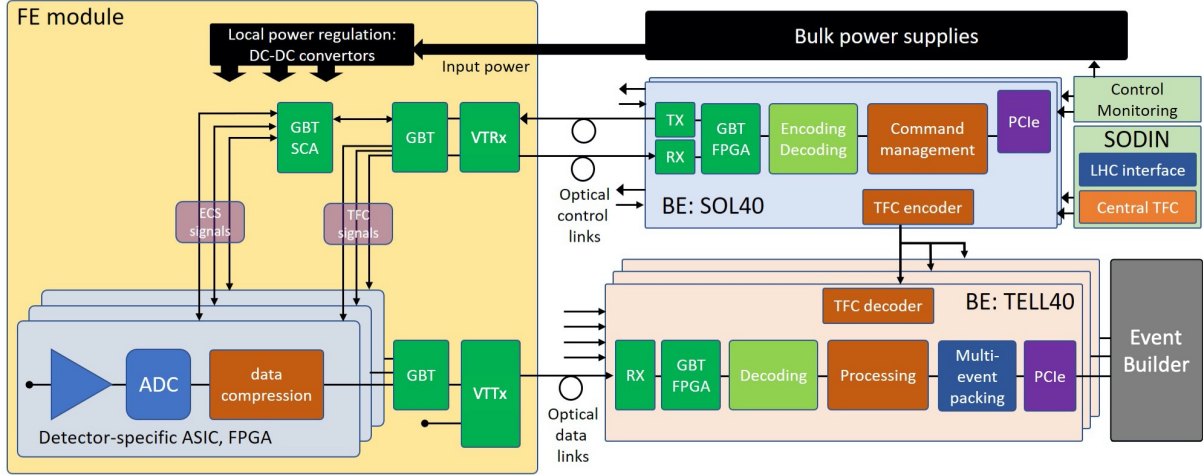 FE module
Local power regulation:
DC-DC convertors
Input power
Bulk power supplies
GBT
SCA
GBT
VTRx
TX
RX
GBT
FPGA
Encoding
Decoding
Command
management
PCIe
Control
Monitoring
SODIN
LHC interface
Central TFC
ECS
signals
TFC
signals
Optical
control
links
BE: SOL40
TFC encoder
TFC decoder
BE: TELL40
Event
Builder
ADC
data
compression
GBT
VTTx
RX
GBT
FPGA
Decoding
Processing
Multi-
event
packing
PCIe
Detector-specific ASIC, FPGA
Optical
data
links